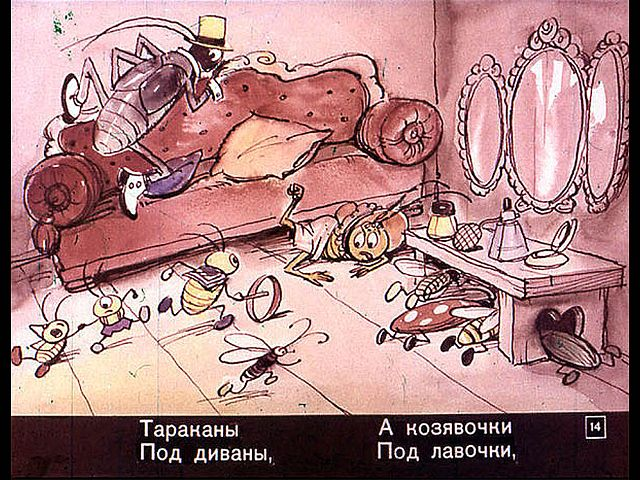 Тараканы
Под диваны,
А козявочки
Под лавочки,
14